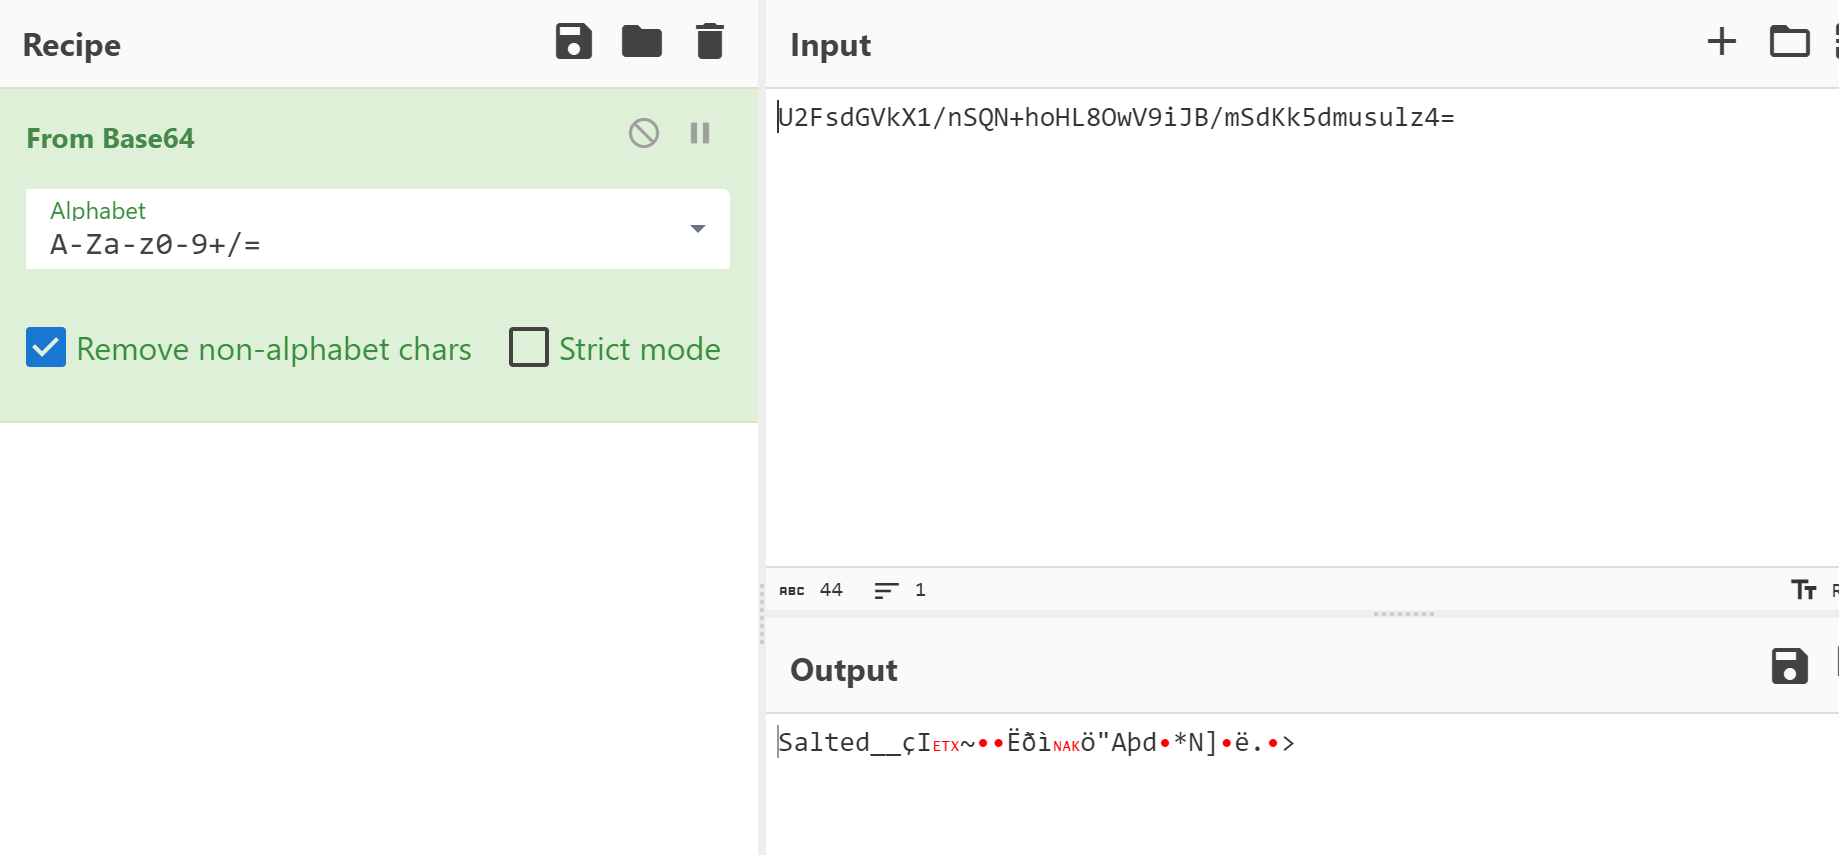 Recipe
Input
From Base64
Alphabet
A-Za-z0-9+/=
Remove non-alphabet chars
Strict mode
U2FsdGVkX1/nSQN+hoHL8OwV9iJB/mSdKk5dmusulz4=
ABC 44 1
Tт R
Output
Salted__çIETX~••ËðìNAKö"Aþd•*N]•ë.•>